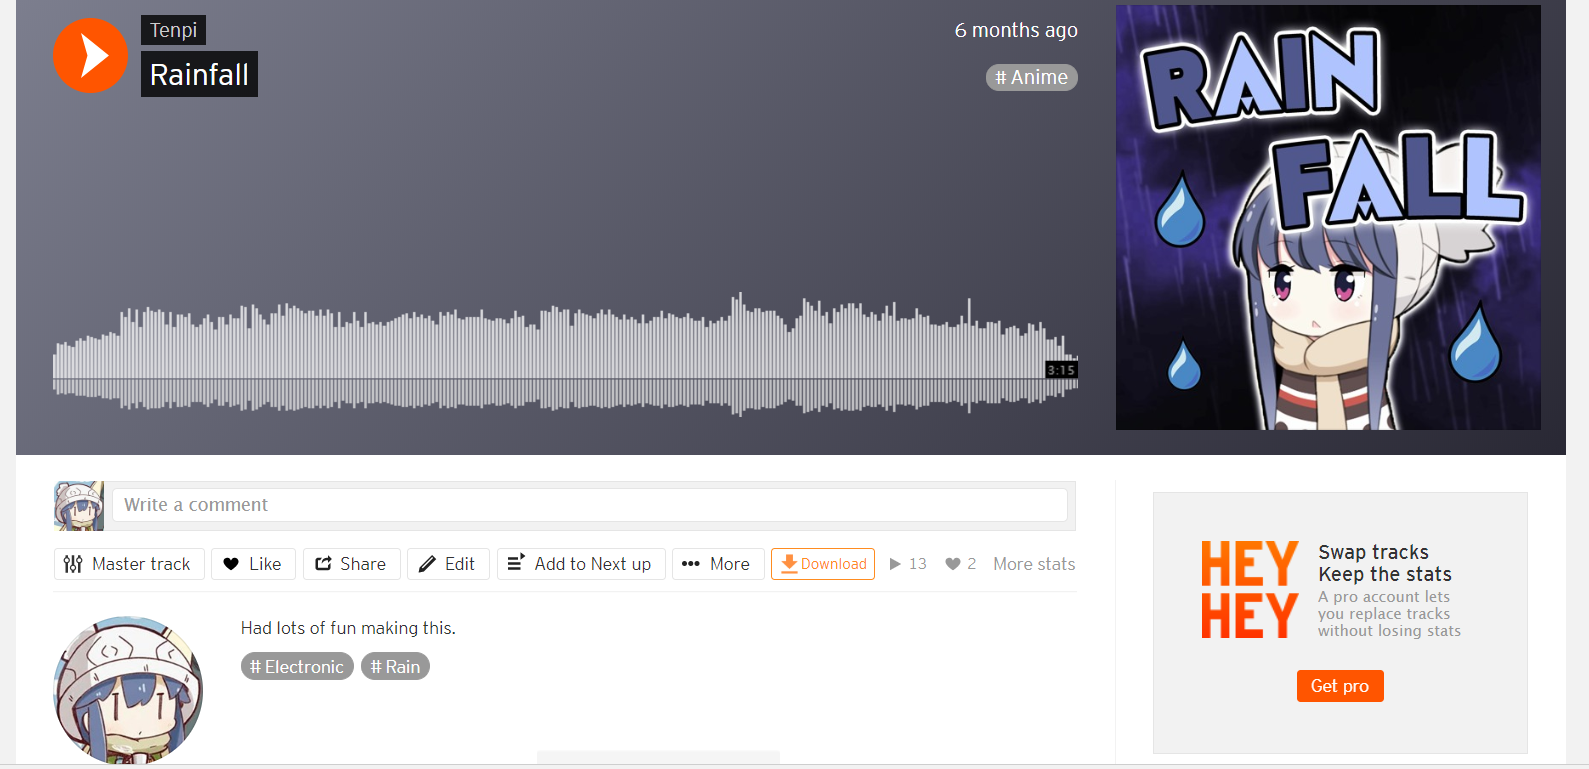 Tenpi
Rainfall
6 months ago
# Anime
RAIN
FALL
3:15
Write a comment
Master track
Like
Share
Edit
Add to Next up
More
Download
13
2
More stats
Had lots of fun making this.
# Electronic
# Rain
HEY
HEY
Swap tracks
Keep the stats
A pro account lets
you replace tracks
without losing stats
Get pro